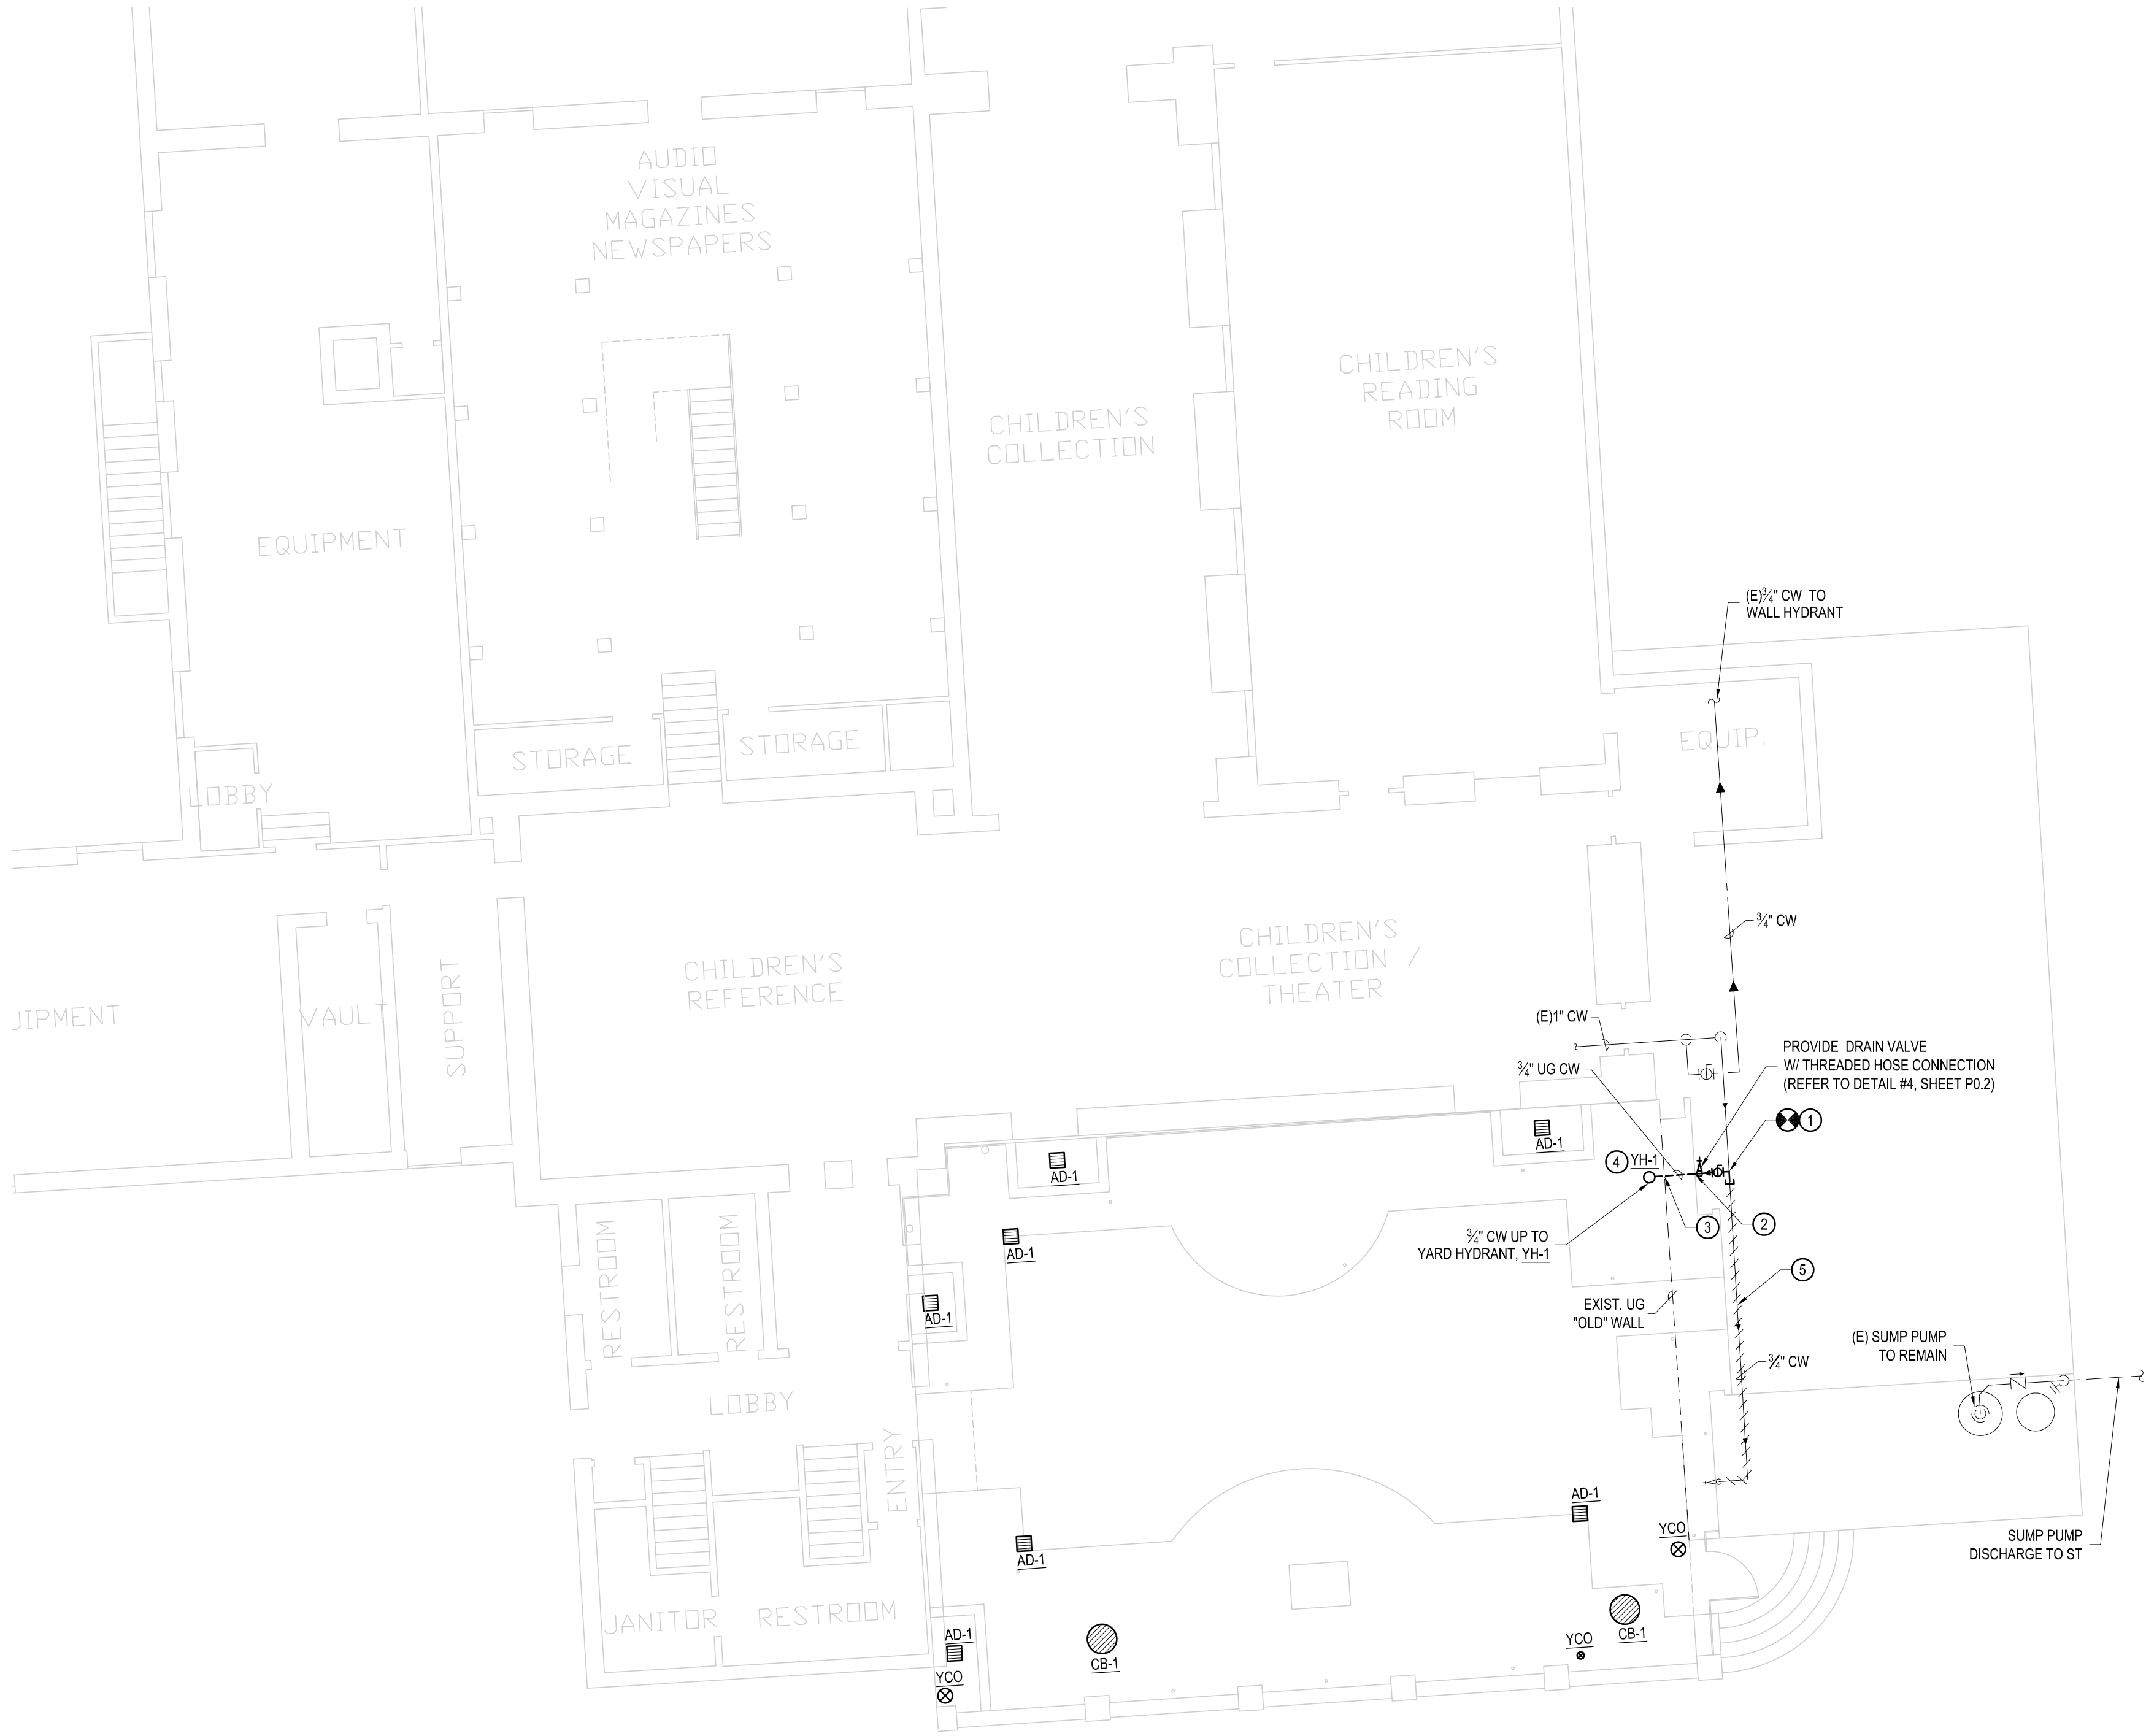 AUDIO
VISUAL
MAGAZINES
NEWSPAPERS
CHILDREN'S
READING
ROOM
CHILDREN'S
COLLECTION
EQUIPMENT
(E)¾" CW TO
WALL HYDRANT
STORAGE
STORAGE
EQUIP.
LOBBY
¾" CW
CHILDREN'S
COLLECTION /
THEATER
CHILDREN'S
REFERENCE
UIPMENT
VAULT
SUPPORT
(E)1" CW
¾" UG CW
PROVIDE DRAIN VALVE
W/ THREADED HOSE CONNECTION
(REFER TO DETAIL #4, SHEET P0.2)
1
AD-1
AD-1
4 YH-1
3
2
¾" CW UP TO
YARD HYDRANT, YH-1
AD-1
RESTROOM
RESTROOM
5
EXIST. UG
"OLD" WALL
AD-1
(E) SUMP PUMP
TO REMAIN
¾" CW
LOBBY
ENTRY
AD-1
YCO
SUMP PUMP
DISCHARGE TO ST
AD-1
JANITOR
RESTROOM
AD-1
CB-1
CB-1
YCO
YCO